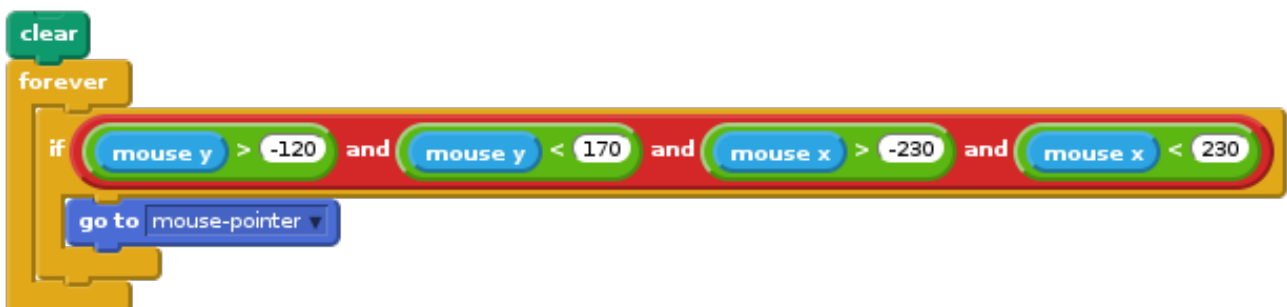 clear
forever
if mouse y > -120 and mouse y < 170 and mouse x > -230 and mouse x < 230
go to mouse-pointer